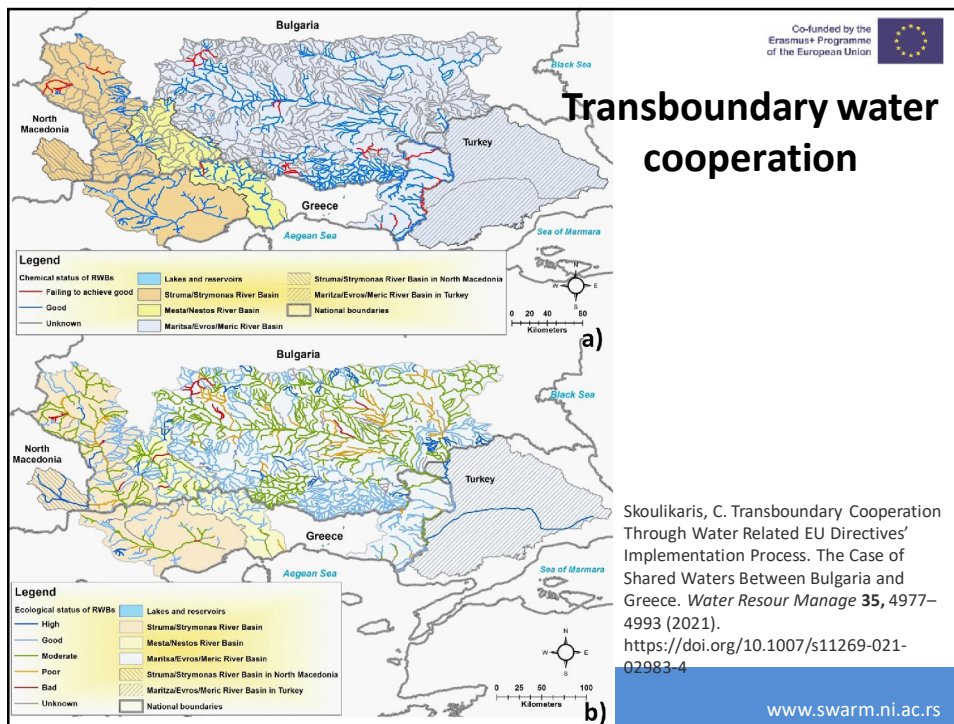 Co-funded by the
Erasmus+ Programme
of the European Union
Transboundary water
cooperation
Bulgaria
Black Sea
North
Macedonia
Turkey
Greece
Aegean Sea
Sea of Marmara
Legend
Chemical status of RWBs
Failing to achieve good
Good
Unknown
Lakes and reservoirs
Struma/Strymonas River Basin
Mesta/Nestos River Basin
Maritsa/Evros/Meric River Basin
Struma/Strymonas River Basin in North Macedonia
Maritza/Evros/Meric River Basin in Turkey
National boundaries
N
W E
S
0 20 40 80
Kilometers
a)
Bulgaria
Black Sea
North
Macedonia
Turkey
Greece
Aegean Sea
Sea of Marmara
Legend
Ecological status of RWBs
High
Good
Moderate
Poor
Bad
Unknown
Lakes and reservoirs
Struma/Strymonas River Basin
Mesta/Nestos River Basin
Maritsa/Evros/Meric River Basin
Struma/Strymonas River Basin in North Macedonia
Maritza/Evros/Meric River Basin in Turkey
National boundaries
N
W E
S
0 25 50 100
Kilometers
b)
Skoulikaris, C. Transboundary Cooperation
Through Water Related EU Directives’
Implementation Process. The Case of
Shared Waters Between Bulgaria and
Greece. Water Resour Manage 35, 4977–
4993 (2021).
https://doi.org/10.1007/s11269-021-
02983-4
www.swarm.ni.ac.rs